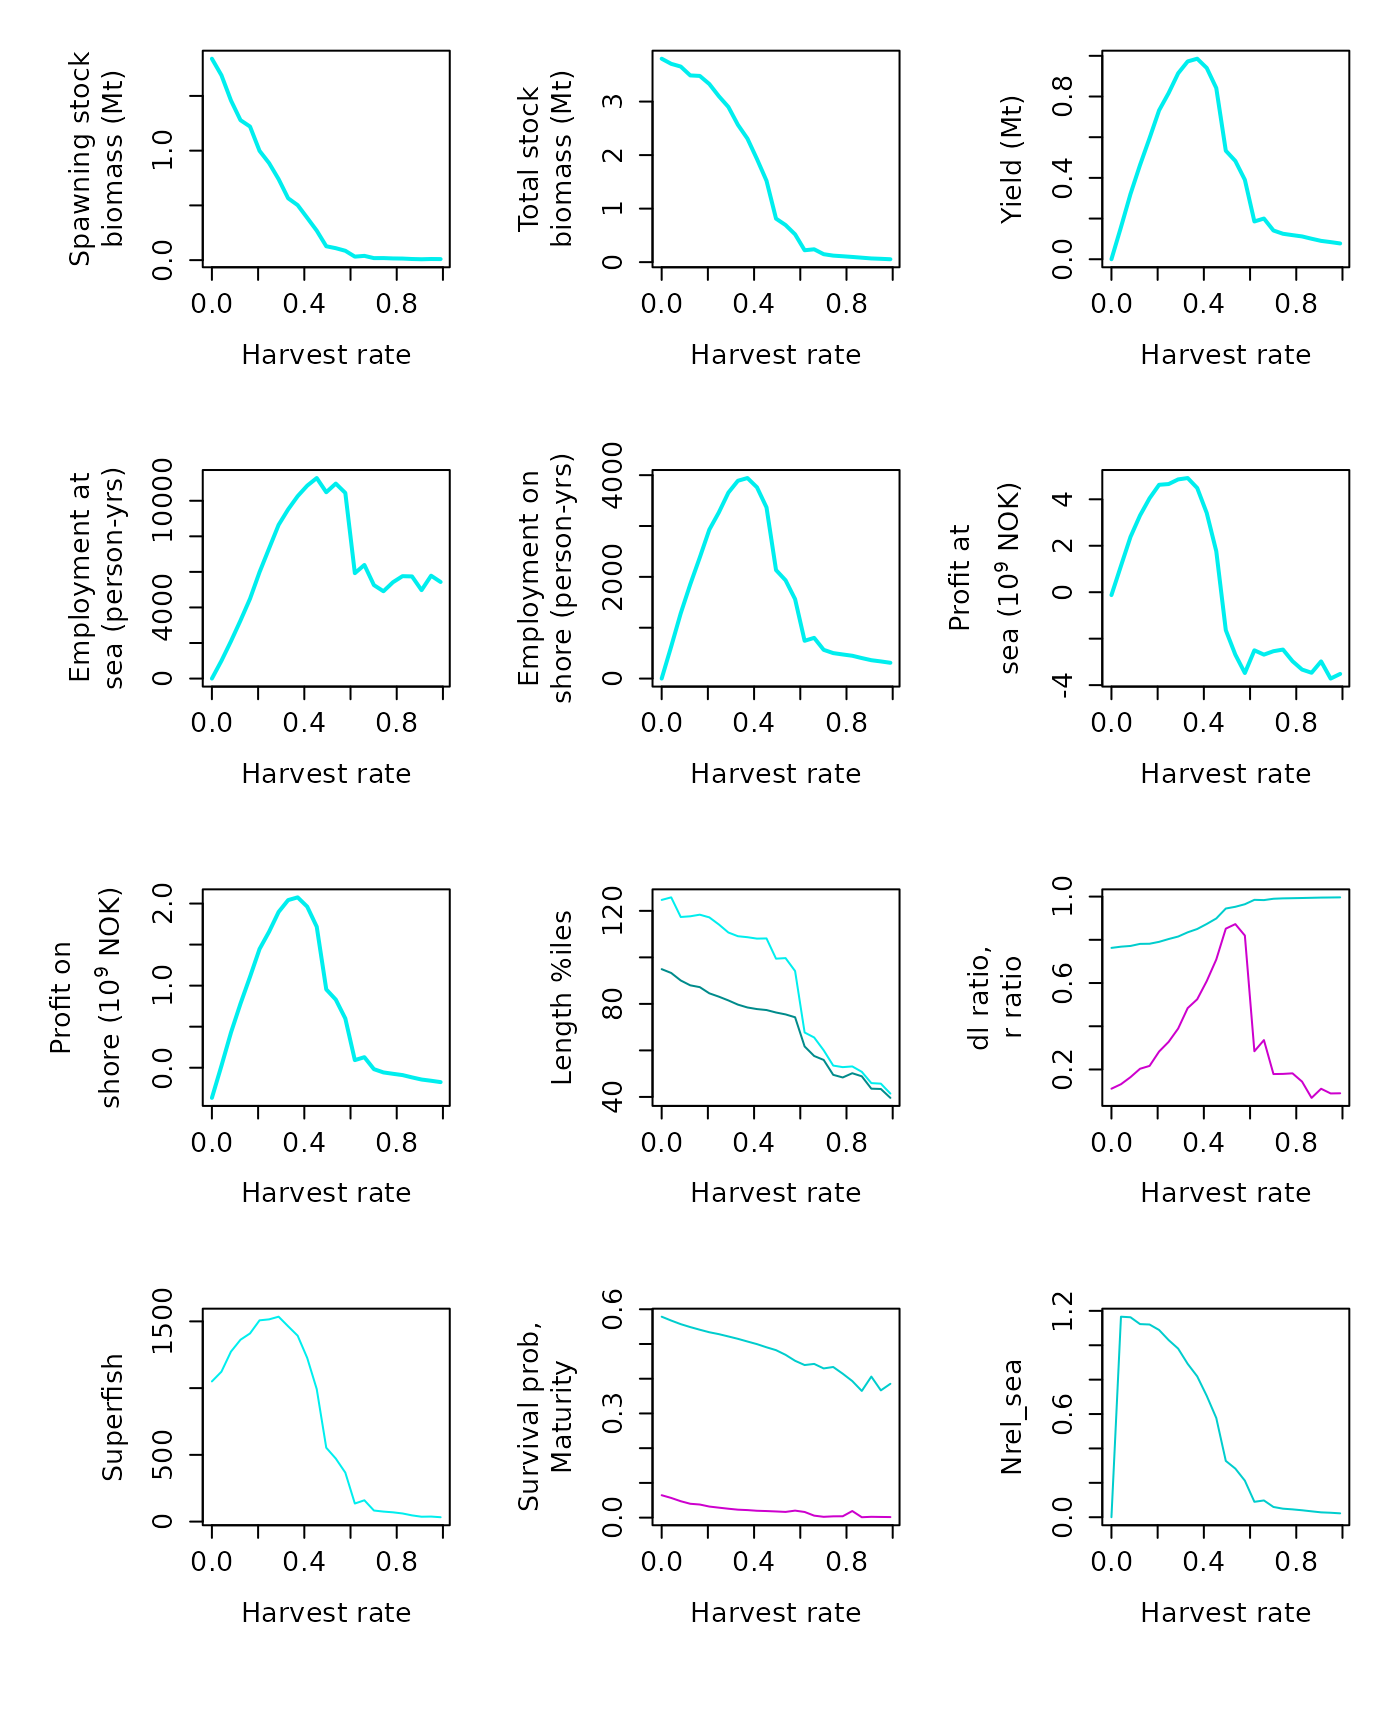 Spawning stock
biomass (Mt)
0.0 1.0
0.0 0.4 0.8
Harvest rate
Total stock
biomass (Mt)
0 1 2 3
0.0 0.4 0.8
Harvest rate
Yield (Mt)
0.0 0.4 0.8
0.0 0.4 0.8
Harvest rate
Employment at
sea (person-yrs)
0 4000 10000
0.0 0.4 0.8
Harvest rate
Employment on
shore (person-yrs)
0 2000 4000
0.0 0.4 0.8
Harvest rate
Profit at
sea (10⁹ NOK)
-4 0 2 4
0.0 0.4 0.8
Harvest rate
Profit on
shore (10⁹ NOK)
0.0 1.0 2.0
0.0 0.4 0.8
Harvest rate
Length %iles
40 80 120
0.0 0.4 0.8
Harvest rate
dl ratio,
r ratio
0.2 0.6 1.0
0.0 0.4 0.8
Harvest rate
Superfish
0 500 1500
0.0 0.4 0.8
Harvest rate
Survival prob,
Maturity
0.0 0.3 0.6
0.0 0.4 0.8
Harvest rate
Nrel_sea
0.0 0.6 1.2
0.0 0.4 0.8
Harvest rate